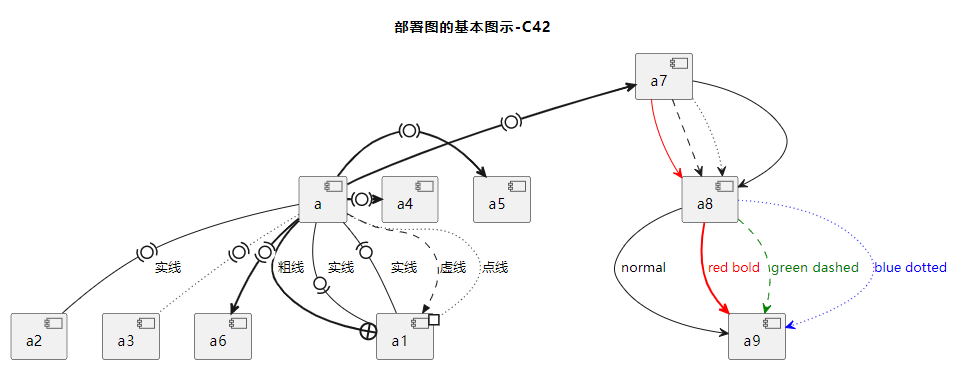 部署图的基本图示-C42
a7
a
a4
a5
a8
实线
粗线
实线
实线
虚线
点线
normal
red bold
green dashed
blue dotted
a2
a3
a6
a1
a9